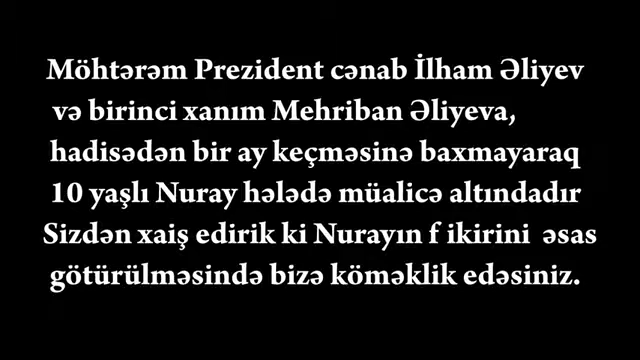 Möhtərəm Prezident cənab İlham Əliyev
və birinci xanım Mehriban Əliyeva,
hadisədən bir ay keçməsinə baxmayaraq
10 yaşlı Nuray hələdə müalicə altındadır
Sizdən xaiş edirik ki Nurayın f ikirini əsas
götürülməsində bizə köməklik edəsiniz.